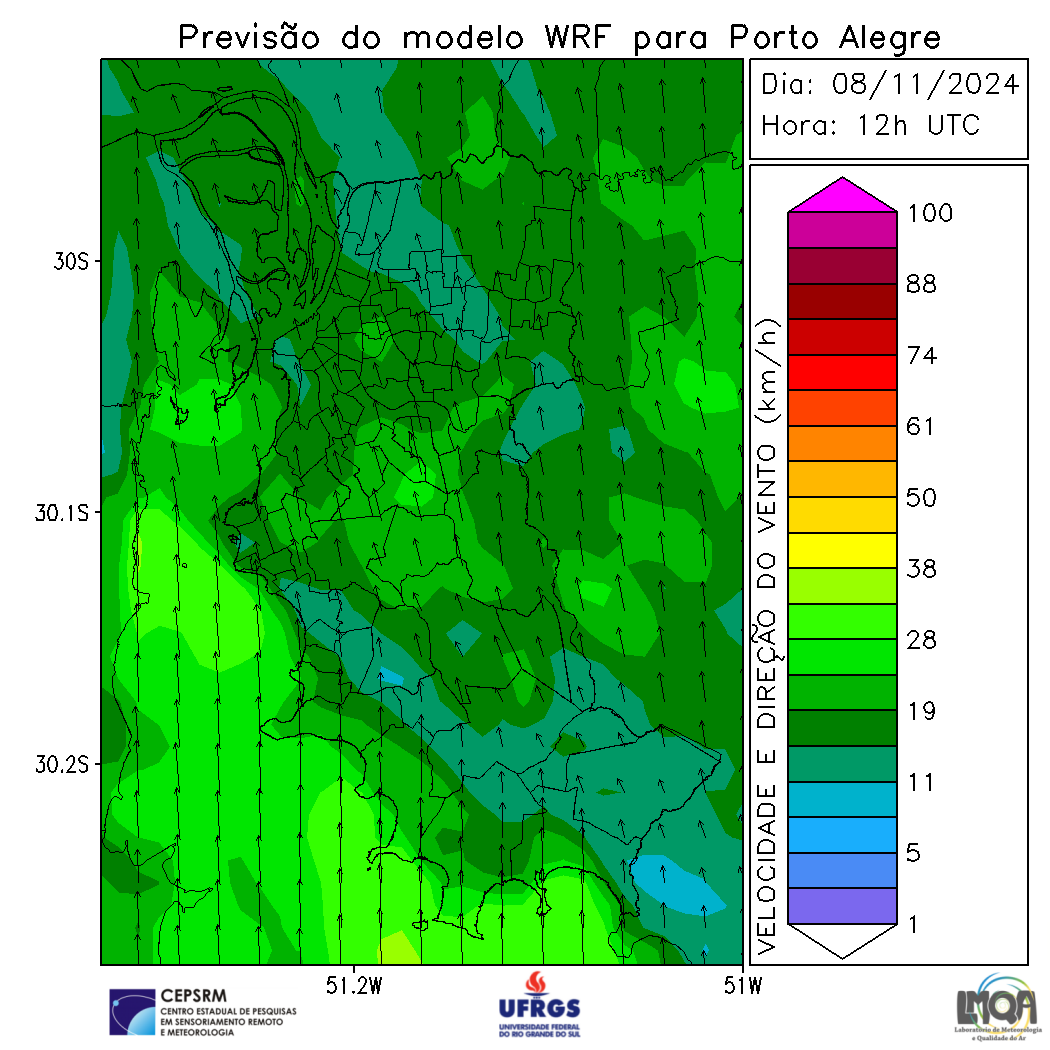 Previsão do modelo WRF para Porto Alegre
Dia: 08/11/2024
Hora: 12h UTC
30S
30.1S
30.2S
51.2W
51W
VELOCIDADE E DIREÇÃO DO VENTO (km/h)
100
88
74
61
50
38
28
19
11
5
1
CEPSRM
CENTRO ESTADUAL DE PESQUISAS
EM SENSORIAMENTO REMOTO
E METEOROLOGIA
UFRGS
UNIVERSIDADE FEDERAL
DO RIO GRANDE DO SUL
LMQA
Laboratório de Meteorologia
e Qualidade do Ar